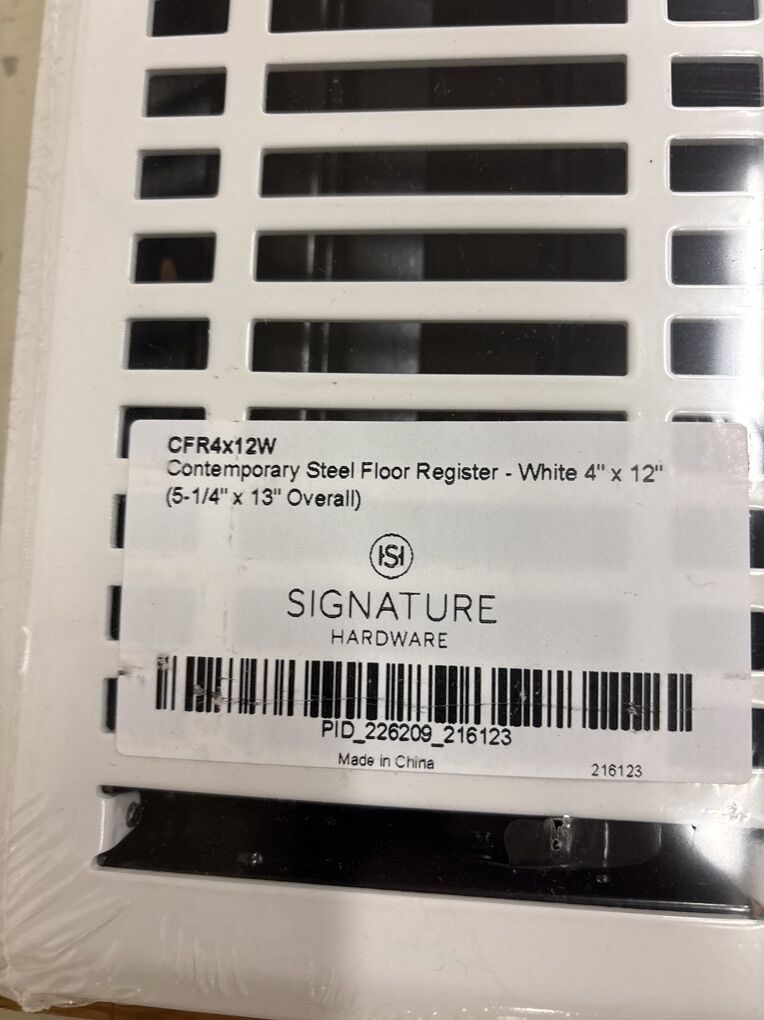 CFR4x12W
Contemporary Steel Floor Register - White 4" x 12"
(5-1/4" x 13" Overall)
SH
SIGNATURE
HARDWARE
PID_226209_216123
Made in China
216123